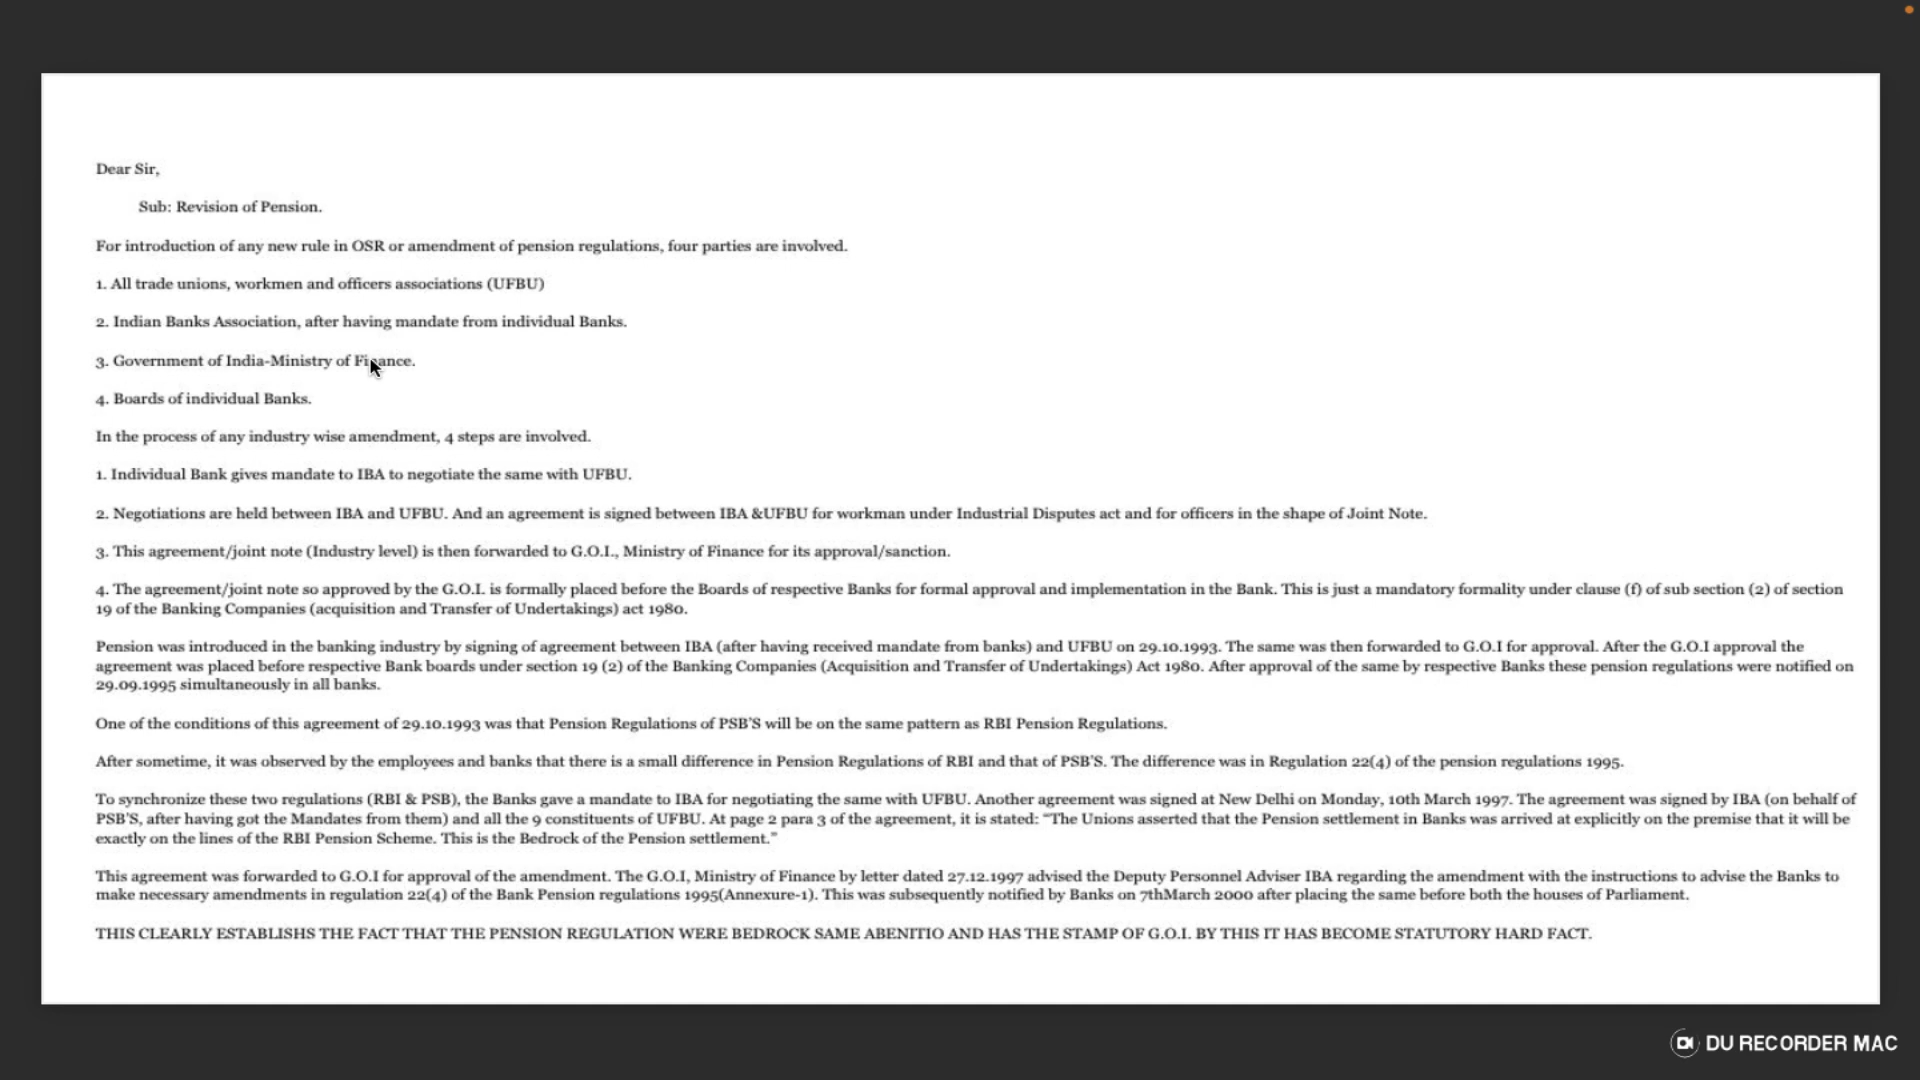 Dear Sir,
Sub: Revision of Pension.
For introduction of any new rule in OSR or amendment of pension regulations, four parties are involved.
1. All trade unions, workmen and officers associations (UFBU)
2. Indian Banks Association, after having mandate from individual Banks.
3. Government of India-Ministry of Finance.
4. Boards of individual Banks.
In the process of any industry wise amendment, 4 steps are involved.
1. Individual Bank gives mandate to IBA to negotiate the same with UFBU.
2. Negotiations are held between IBA and UFBU. And an agreement is signed between IBA &UFBU for workman under Industrial Disputes act and for officers in the shape of Joint Note.
3. This agreement/joint note (Industry level) is then forwarded to G.O.I., Ministry of Finance for its approval/sanction.
4. The agreement/joint note so approved by the G.O.I. is formally placed before the Boards of respective Banks for formal approval and implementation in the Bank. This is just a mandatory formality under clause (f) of sub section (2) of section
19 of the Banking Companies (acquisition and Transfer of Undertakings) act 1980.
Pension was introduced in the banking industry by signing of agreement between IBA (after having received mandate from banks) and UFBU on 29.10.1993. The same was then forwarded to G.O.I for approval. After the G.O.I approval the
agreement was placed before respective Bank boards under section 19 (2) of the Banking Companies (Acquisition and Transfer of Undertakings) Act 1980. After approval of the same by respective Banks these pension regulations were notified on
29.09.1995 simultaneously in all banks.
One of the conditions of this agreement of 29.10.1993 was that Pension Regulations of PSB'S will be on the same pattern as RBI Pension Regulations.
After sometime, it was observed by the employees and banks that there is a small difference in Pension Regulations of RBI and that of PSB'S. The difference was in Regulation 22(4) of the pension regulations 1995.
To synchronize these two regulations (RBI & PSB), the Banks gave a mandate to IBA for negotiating the same with UFBU. Another agreement was signed at New Delhi on Monday, 10th March 1997. The agreement was signed by IBA (on behalf of
PSB'S, after having got the Mandates from them) and all the 9 constituents of UFBU. At page 2 para 3 of the agreement, it is stated: “The Unions asserted that the Pension settlement in Banks was arrived at explicitly on the premise that it will be
exactly on the lines of the RBI Pension Scheme. This is the Bedrock of the Pension settlement.”
This agreement was forwarded to G.O.I for approval of the amendment. The G.O.I, Ministry of Finance by letter dated 27.12.1997 advised the Deputy Personnel Adviser IBA regarding the amendment with the instructions to advise the Banks to
make necessary amendments in regulation 22(4) of the Bank Pension regulations 1995(Annexure-1). This was subsequently notified by Banks on 7thMarch 2000 after placing the same before both the houses of Parliament.
THIS CLEARLY ESTABLISHS THE FACT THAT THE PENSION REGULATION WERE BEDROCK SAME ABENITIO AND HAS THE STAMP OF G.O.I. BY THIS IT HAS BECOME STATUTORY HARD FACT.
DU RECORDER MAC